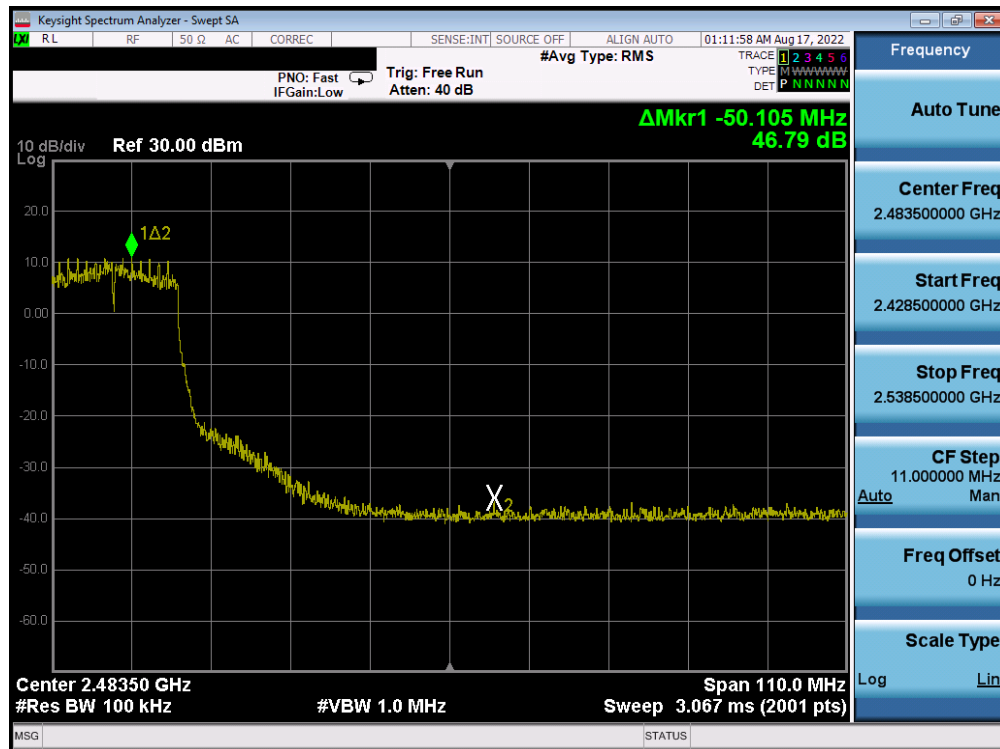 Keysight Spectrum Analyzer - Swept SA
LXI RL RF 50 Ω AC CORREC SENSE:INT SOURCE OFF ALIGN AUTO 01:11:58 AM Aug 17, 2022
#Avg Type: RMS
TRACE 1 2 3 4 5 6
PNO: Fast Trig: Free Run
TYPE M WWWWW
IFGain:Low Atten: 40 dB
DET P N N N N N
ΔMkr1 -50.105 MHz
46.79 dB
10 dB/div Ref 30.00 dBm
Log
20.0
1Δ2
10.0
0.00
-10.0
-20.0
-30.0
X2
-40.0
-50.0
-60.0
Center 2.48350 GHz Span 110.0 MHz
#Res BW 100 kHz #VBW 1.0 MHz Sweep 3.067 ms (2001 pts)
MSG STATUS
Frequency
Auto Tune
Center Freq
2.483500000 GHz
Start Freq
2.428500000 GHz
Stop Freq
2.538500000 GHz
CF Step
11.000000 MHz
Auto Man
Freq Offset
0 Hz
Scale Type
Log Lin